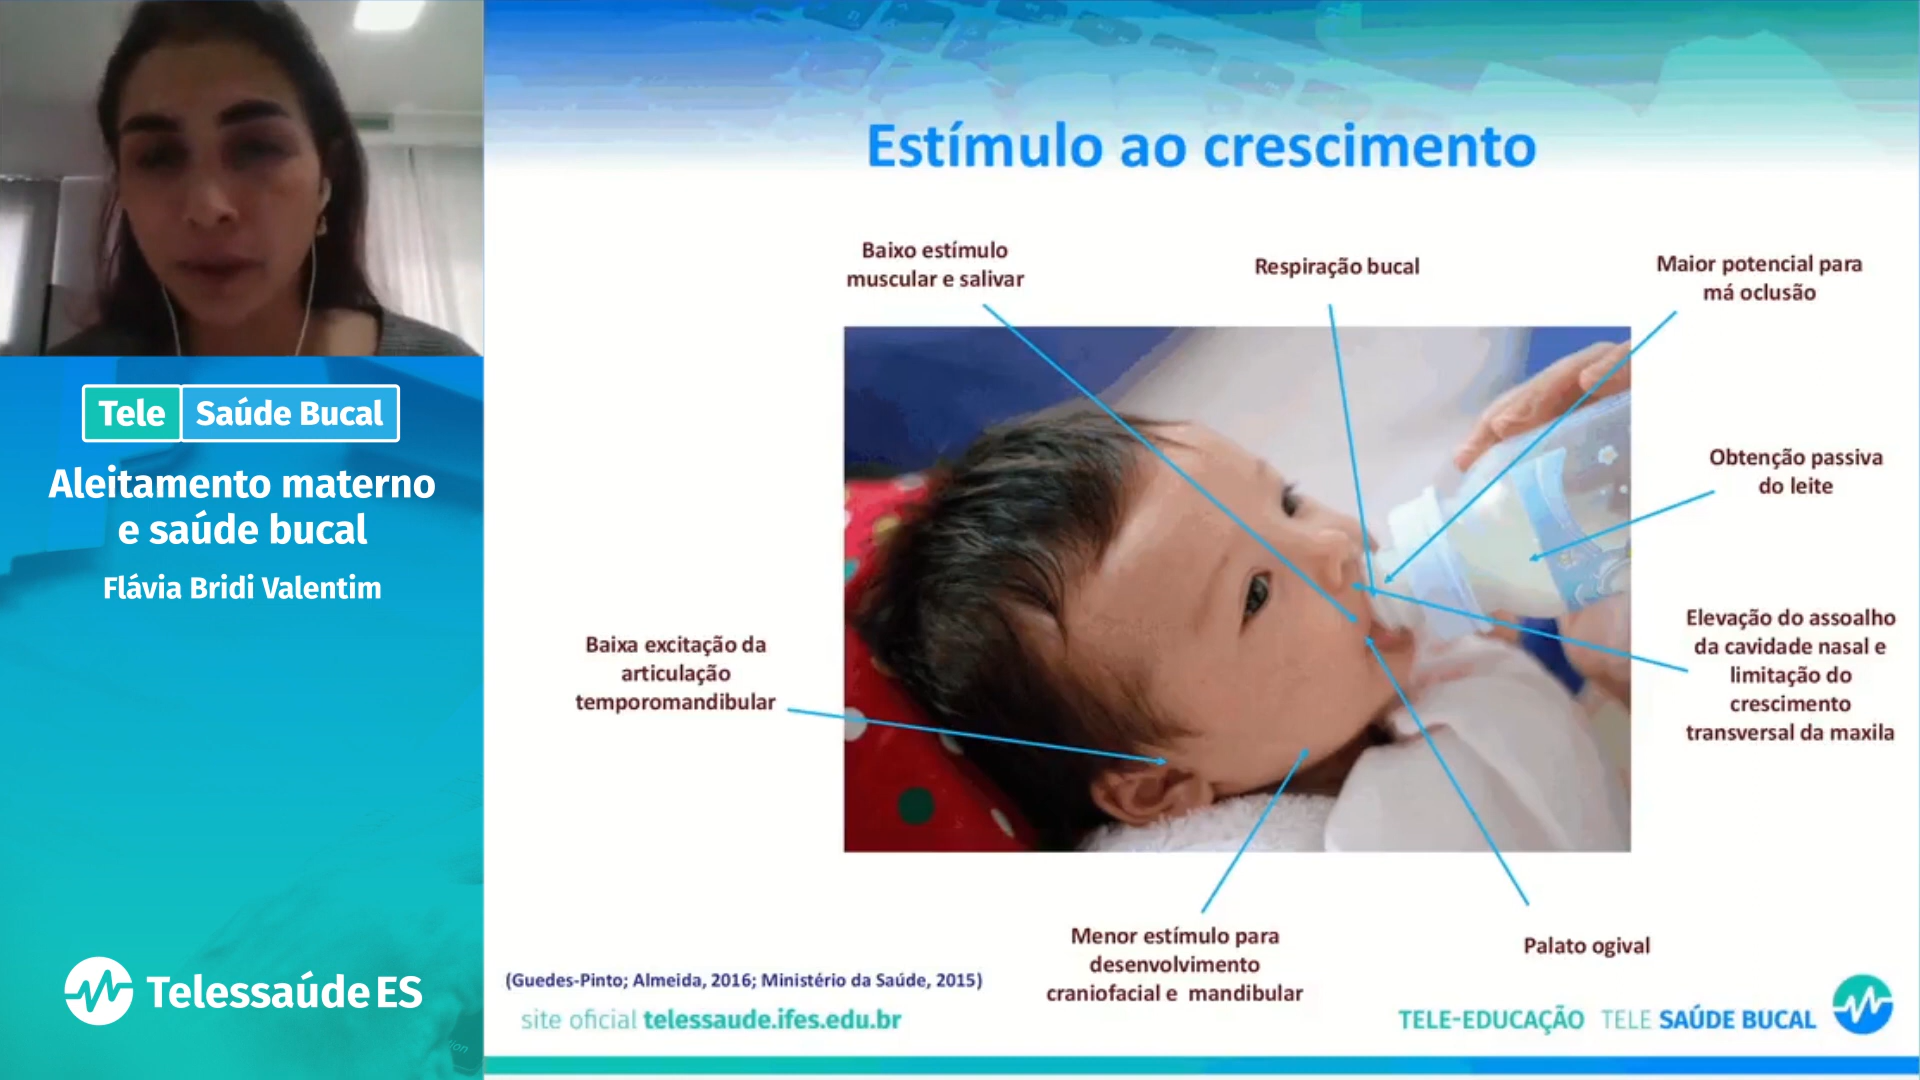 Tele Saúde Bucal
Aleitamento materno
e saúde bucal
Flávia Bridi Valentim
Telessaúde ES
Estímulo ao crescimento
Baixo estímulo
muscular e salivar
Respiração bucal
Maior potencial para
má oclusão
Obtenção passiva
do leite
Elevação do assoalho
da cavidade nasal e
limitação do
crescimento
transversal da maxila
Baixa excitação da
articulação
temporomandibular
Menor estímulo para
desenvolvimento
craniofacial e mandibular
Palato ogival
(Guedes-Pinto; Almeida, 2016; Ministério da Saúde, 2015)
site oficial telessaude.ifes.edu.br
TELE-EDUCAÇÃO TELE SAÚDE BUCAL